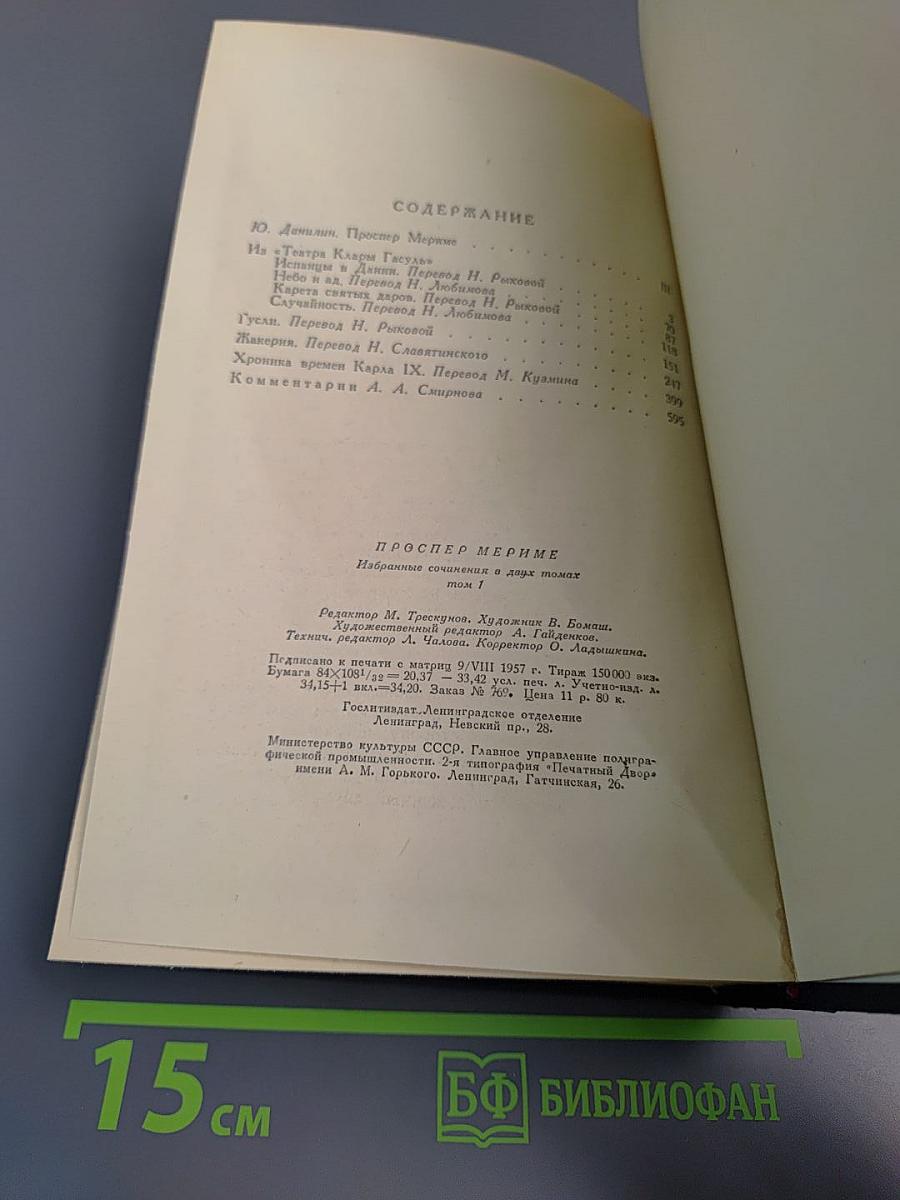 СОДЕРЖАНИЕ
Ю. Данилин. Проспер Мериме . . . . . . . . III
Из «Театра Клары Гасуль»
Испанцы в Дании. Перевод Н. Рыковой . . . . . 3
Небо и ад. Перевод Н. Любимова . . . . . . 70
Карета святых даров. Перевод Н. Рыковой . . . . 87
Случайность. Перевод Н. Любимова . . . . . . 118
Гусли. Перевод Н. Рыковой . . . . . . . . 151
Жакерия. Перевод Н. Славятинского . . . . . . 247
Хроника времен Карла IX. Перевод М. Кузмина . . . . 399
Комментарии А. А. Смирнова . . . . . . . . 595
ПРОСПЕР МЕРИМЕ
Избранные сочинения в двух томах
том 1
Редактор М. Трескунов. Художник В. Бомаш.
Художественный редактор А. Гайденков.
Технич. редактор Л. Чалова. Корректор О. Ладышкина.
Подписано к печати с матриц 9/VIII 1957 г. Тираж 150000 экз.
Бумага 84×108¹/₃₂ = 20,37 — 33,42 усл. печ. л. Учетно-изд. л.
34,15+1 вкл.=34,20. Заказ № 769. Цена 11 р. 80 к.
Гослитиздат. Ленинградское отделение
Ленинград, Невский пр., 28.
Министерство культуры СССР. Главное управление полигра-
фической промышленности. 2-я типография «Печатный Двор»
имени А. М. Горького. Ленинград, Гатчинская, 26.
15 см
БФ БИБЛИОФАН